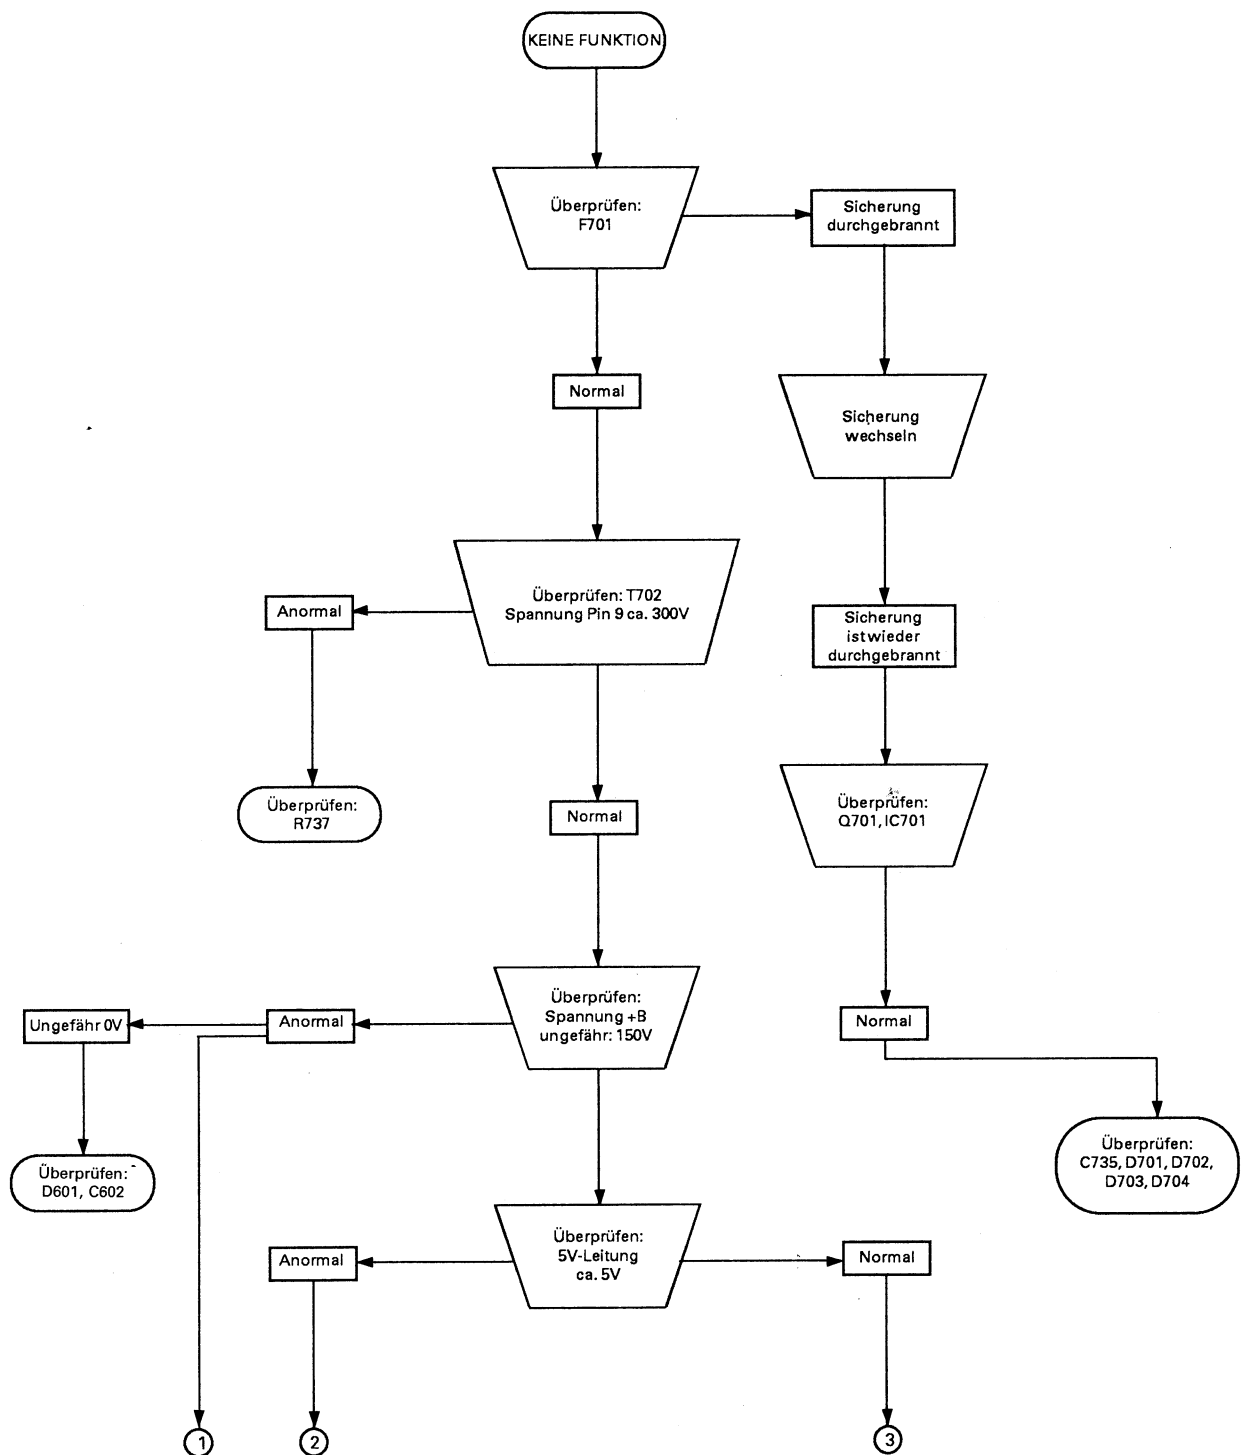 KEINE FUNKTION
Überprüfen:
F701
Sicherung
durchgebrannt
Normal
Sicherung
wechseln
Überprüfen: T702
Spannung Pin 9 ca. 300V
Anormal
Sicherung
ist wieder
durchgebrannt
Überprüfen:
R737
Normal
Überprüfen:
Q701, IC701
Überprüfen:
Spannung +B
ungefähr: 150V
Anormal
Ungefähr 0V
Normal
Überprüfen:
D601, C602
Überprüfen:
C735, D701, D702,
D703, D704
Überprüfen:
5V-Leitung
ca. 5V
Anormal
Normal
1
2
3